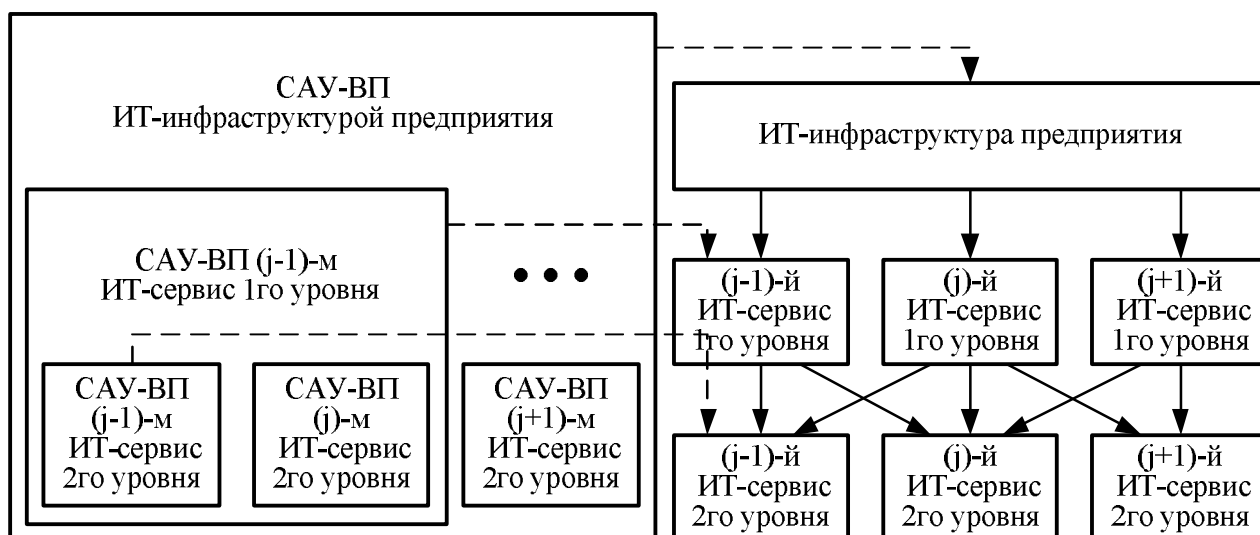 САУ-ВП
ИТ-инфраструктурой предприятия
ИТ-инфраструктура предприятия
САУ-ВП (j-1)-м
ИТ-сервис 1го уровня
(j-1)-й
ИТ-сервис
1го уровня
(j)-й
ИТ-сервис
1го уровня
(j+1)-й
ИТ-сервис
1го уровня
САУ-ВП
(j-1)-м
ИТ-сервис
2го уровня
САУ-ВП
(j)-м
ИТ-сервис
2го уровня
САУ-ВП
(j+1)-м
ИТ-сервис
2го уровня
(j-1)-й
ИТ-сервис
2го уровня
(j)-й
ИТ-сервис
2го уровня
(j+1)-й
ИТ-сервис
2го уровня